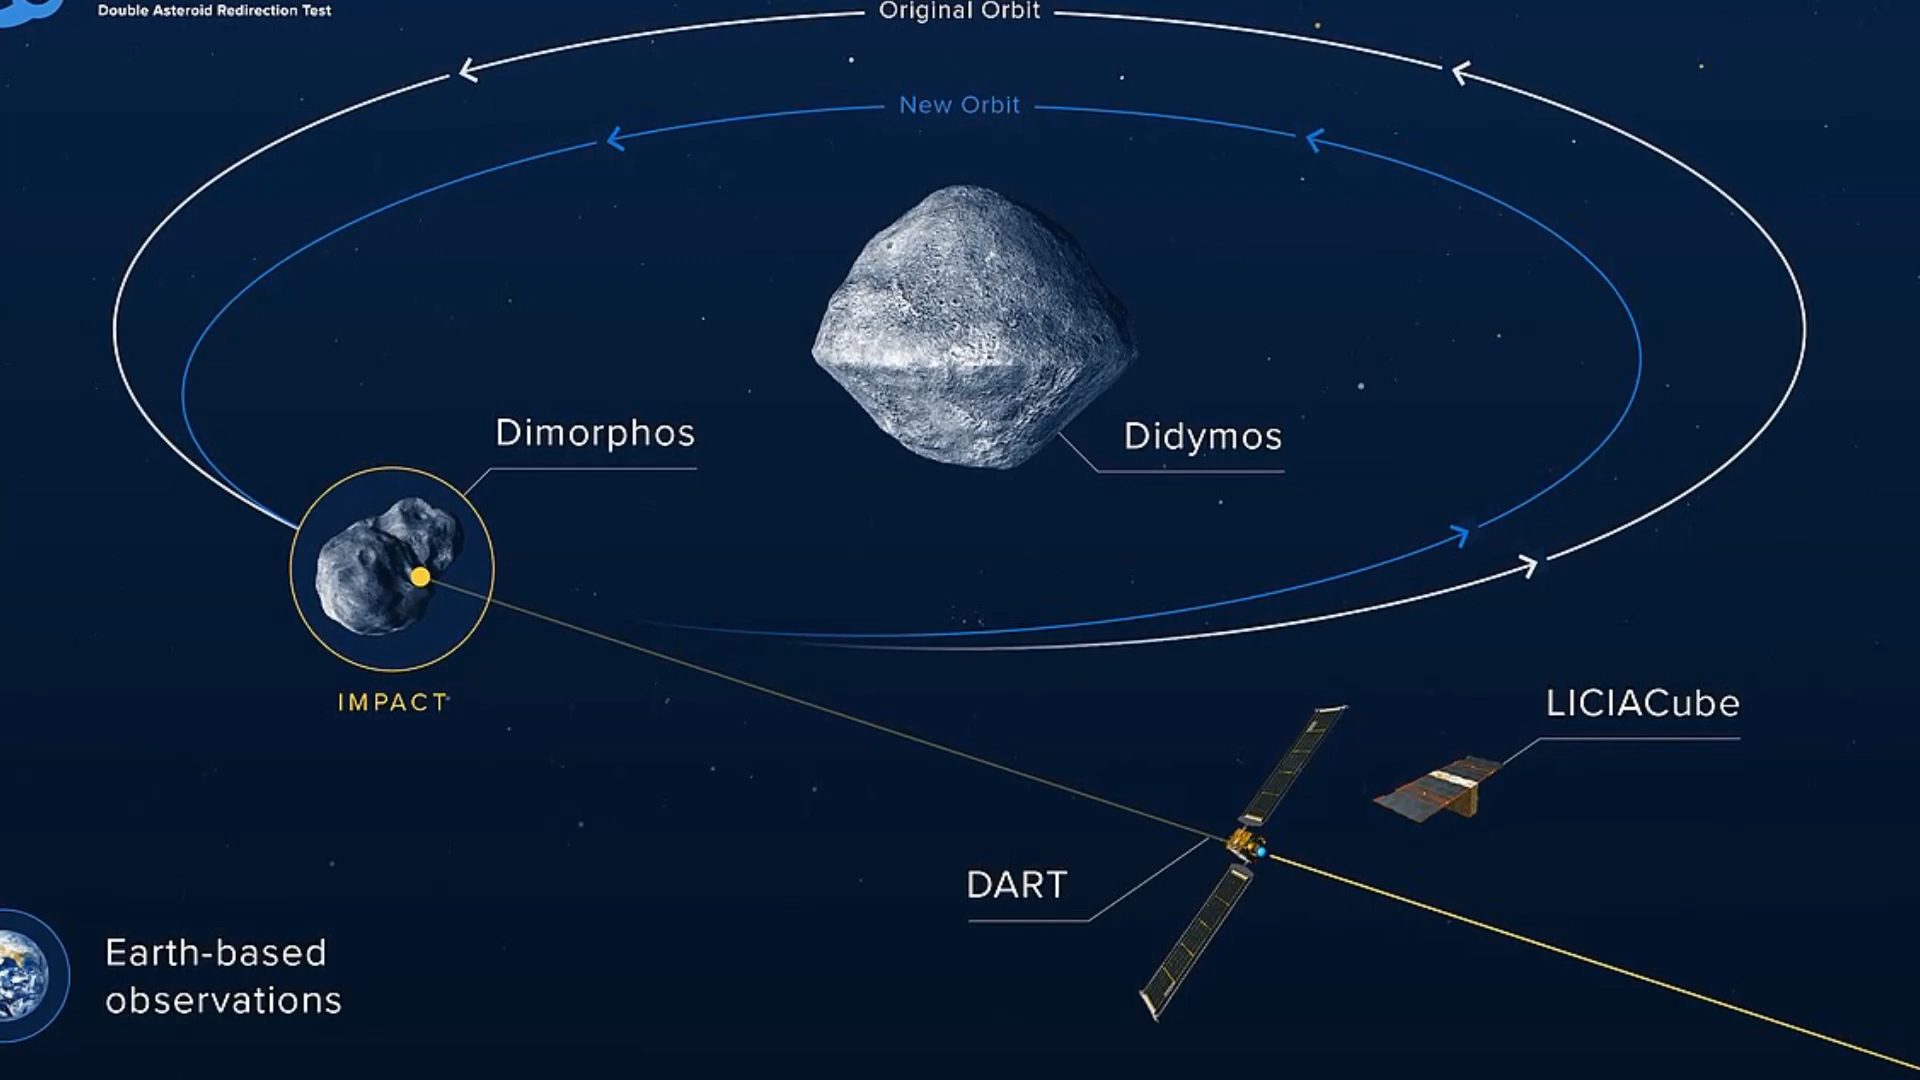 Double Asteroid Redirection Test
Original Orbit
New Orbit
Dimorphos
Didymos
IMPACT
LICIACube
DART
Earth-based
observations